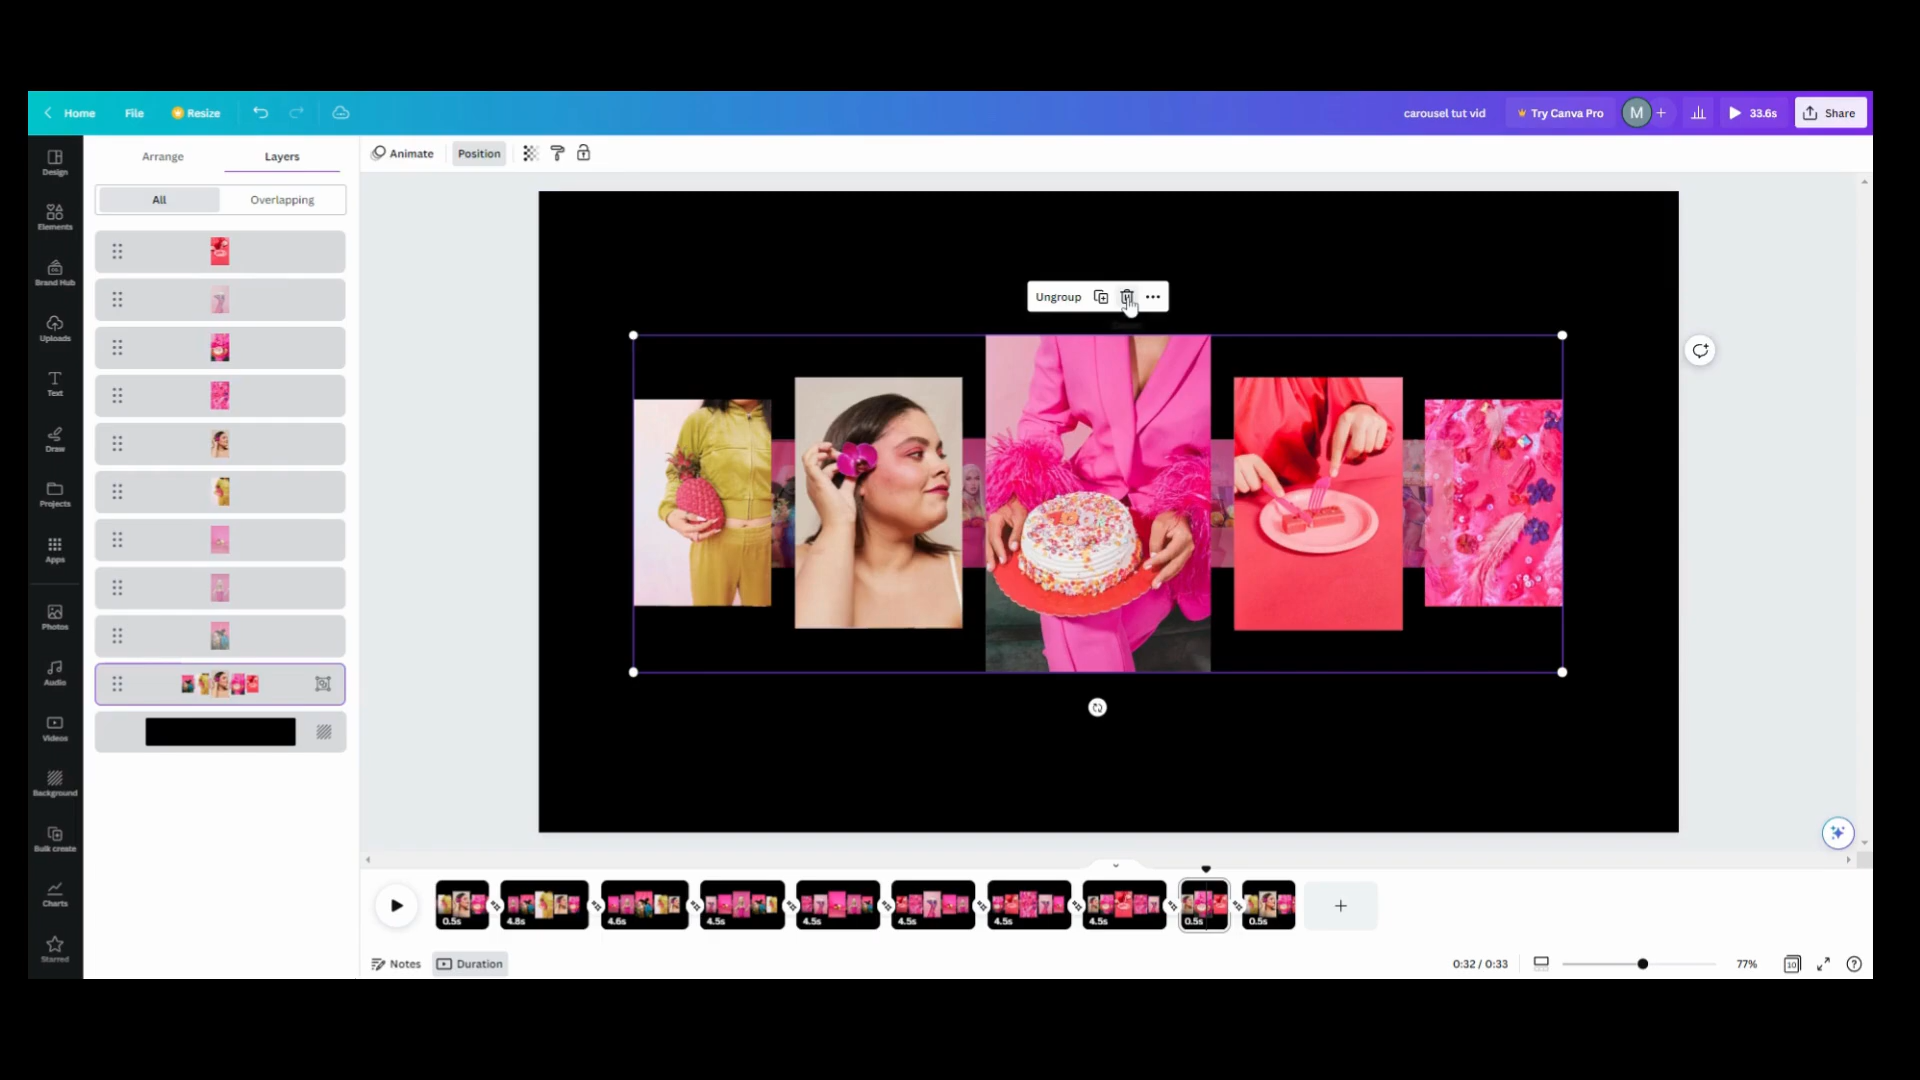 Home File Resize carousel tut vid Try Canva Pro M + 33.6s Share
Arrange Layers Animate Position
All Overlapping
Design
Elements
Brand Hub
Uploads
Text
Draw
Projects
Apps
Photos
Audio
Videos
Background
Bulk create
Charts
Starred
Ungroup
0.5s 4.8s 4.6s 4.5s 4.5s 4.5s 4.5s 4.5s 0.5s 0.5s
Notes Duration 0:32 / 0:33 77% 10